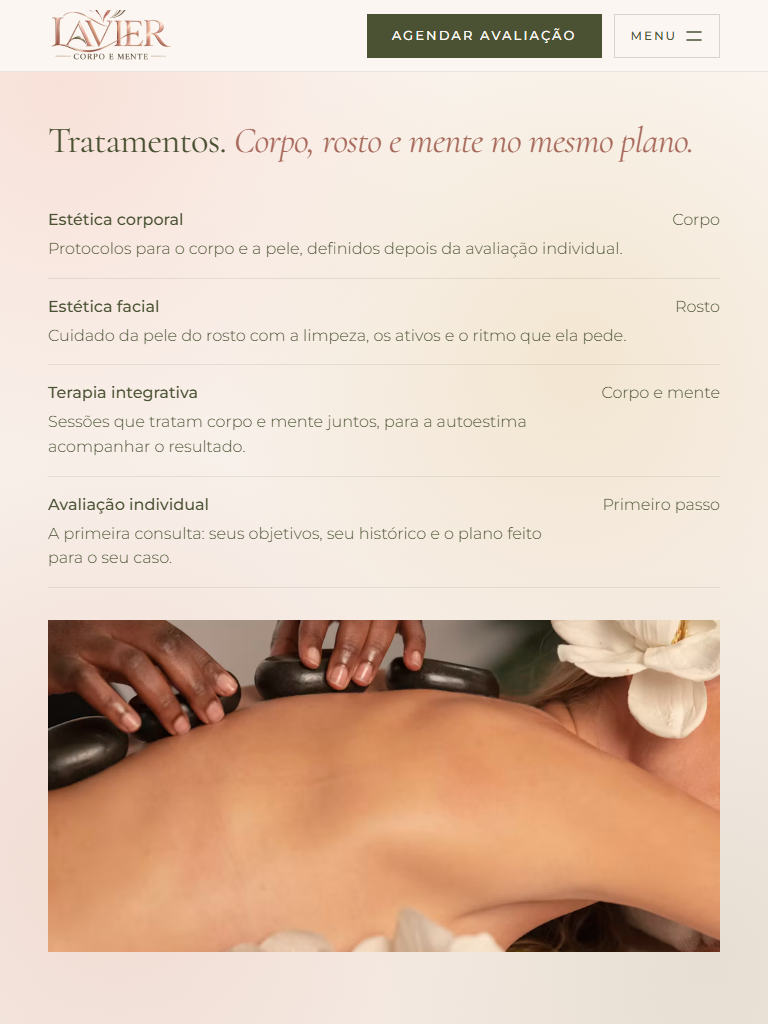 LAVIER
CORPO E MENTE
AGENDAR AVALIAÇÃO
MENU
Tratamentos. Corpo, rosto e mente no mesmo plano.
Estética corporal
Corpo
Protocolos para o corpo e a pele, definidos depois da avaliação individual.
Estética facial
Rosto
Cuidado da pele do rosto com a limpeza, os ativos e o ritmo que ela pede.
Terapia integrativa
Corpo e mente
Sessões que tratam corpo e mente juntos, para a autoestima
acompanhar o resultado.
Avaliação individual
Primeiro passo
A primeira consulta: seus objetivos, seu histórico e o plano feito
para o seu caso.